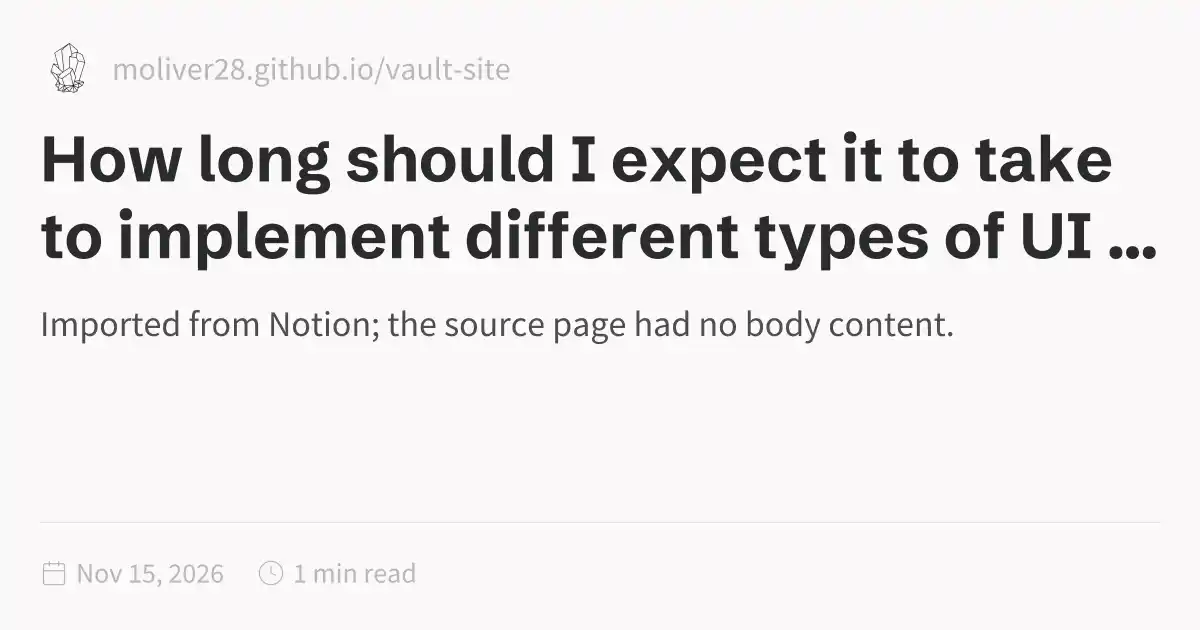 moliver28.github.io/vault-site
How long should I expect it to take
to implement different types of UI ...
Imported from Notion; the source page had no body content.
Nov 15, 2026 1 min read